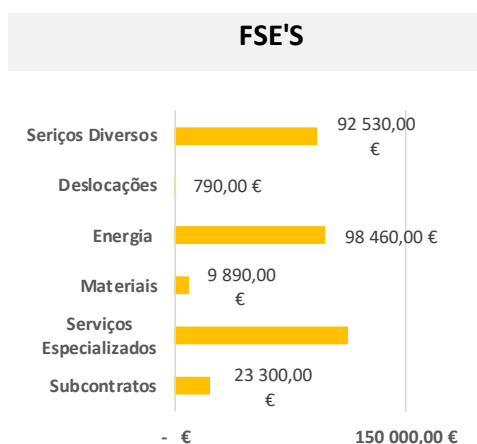 FSE'S
Seriços Diversos
92 530,00
€
Deslocações
790,00 €
Energia
98 460,00 €
Materiais
9 890,00
€
Serviços
Especializados
Subcontratos
23 300,00
€
- €
150 000,00 €